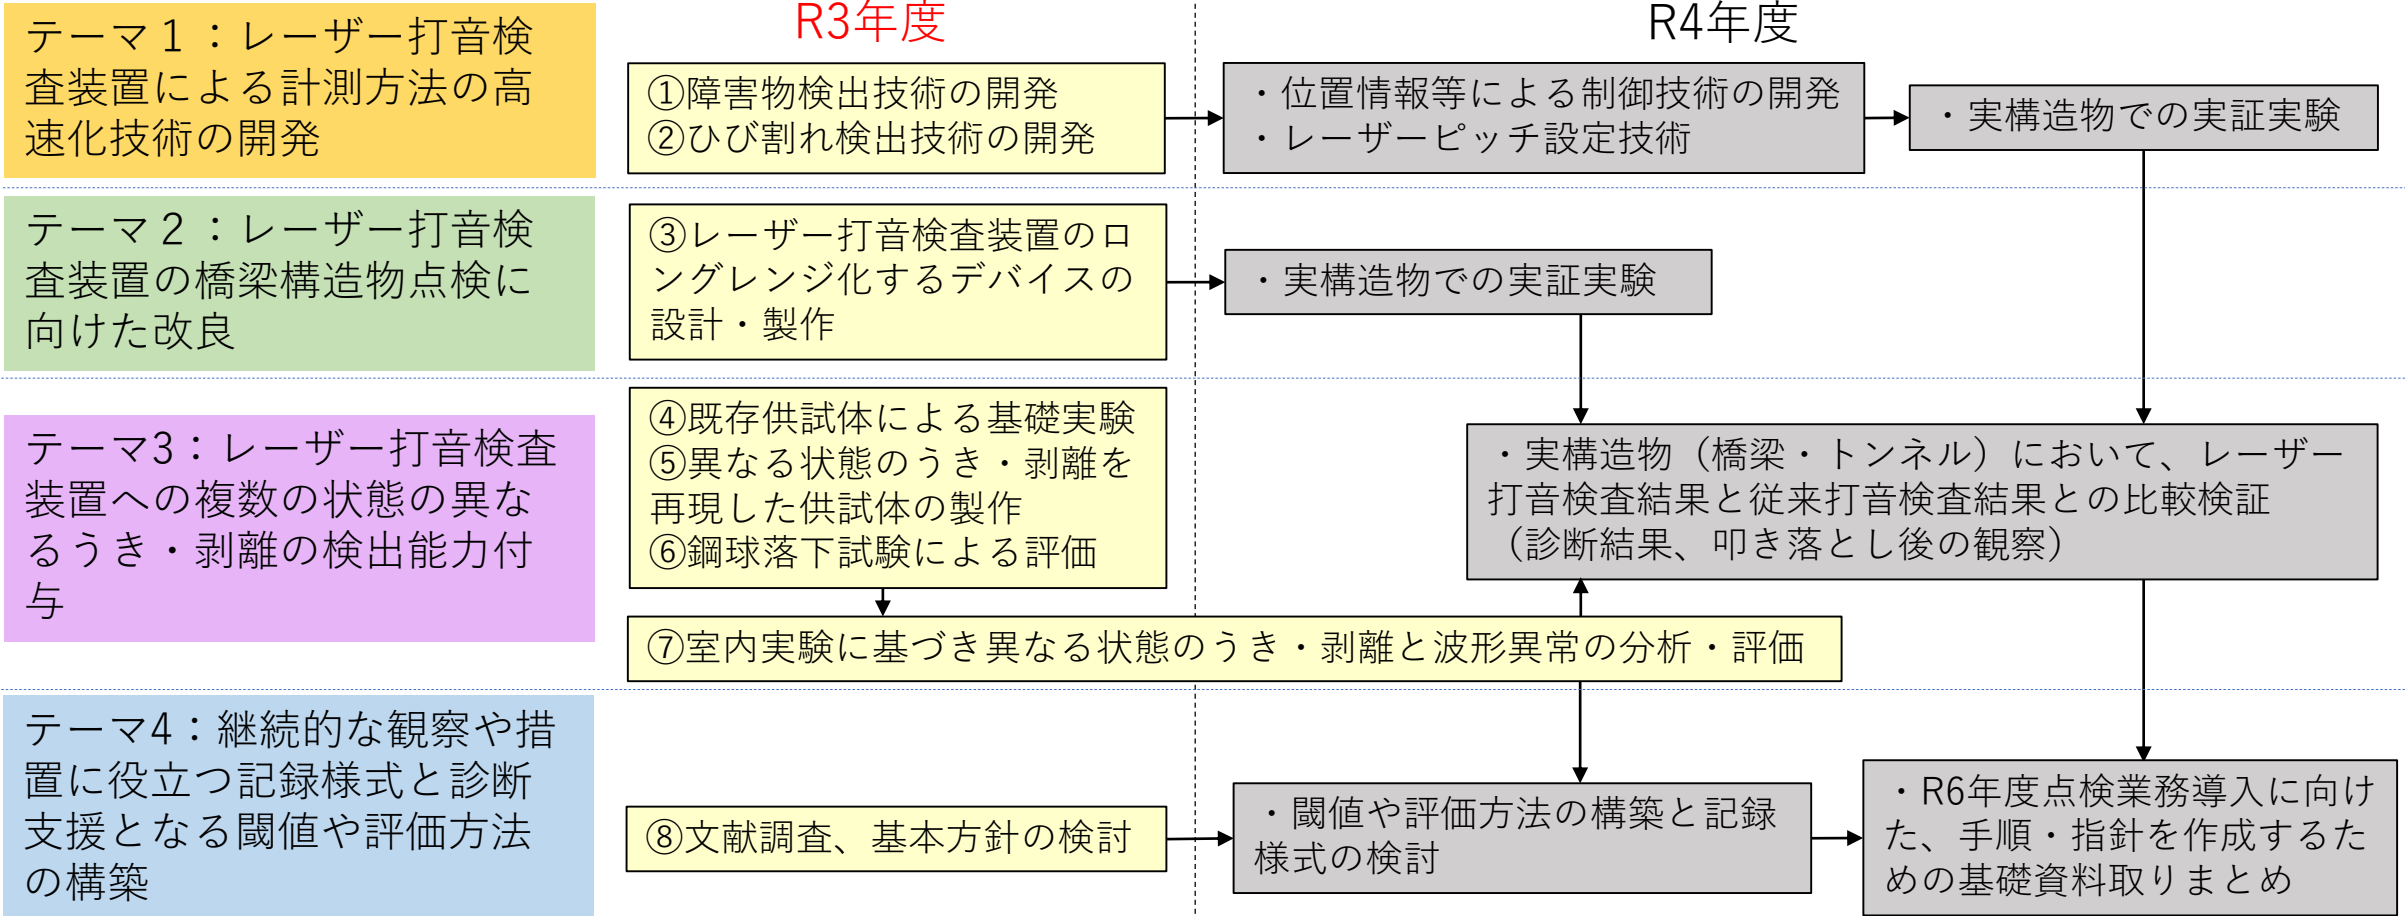 R3年度
R4年度
テーマ１：レーザー打音検
査装置による計測方法の高
速化技術の開発
①障害物検出技術の開発
②ひび割れ検出技術の開発
・位置情報等による制御技術の開発
・レーザーピッチ設定技術
・実構造物での実証実験
テーマ２：レーザー打音検
査装置の橋梁構造物点検に
向けた改良
③レーザー打音検査装置のロ
ングレンジ化するデバイスの
設計・製作
・実構造物での実証実験
テーマ3：レーザー打音検査
装置への複数の状態の異な
るうき・剥離の検出能力付
与
④既存供試体による基礎実験
⑤異なる状態のうき・剥離を
再現した供試体の製作
⑥鋼球落下試験による評価
・実構造物（橋梁・トンネル）において、レーザー
打音検査結果と従来打音検査結果との比較検証
（診断結果、叩き落とし後の観察）
⑦室内実験に基づき異なる状態のうき・剥離と波形異常の分析・評価
テーマ4：継続的な観察や措
置に役立つ記録様式と診断
支援となる閾値や評価方法
の構築
⑧文献調査、基本方針の検討
・閾値や評価方法の構築と記録
様式の検討
・R6年度点検業務導入に向け
た、手順・指針を作成するた
めの基礎資料取りまとめ